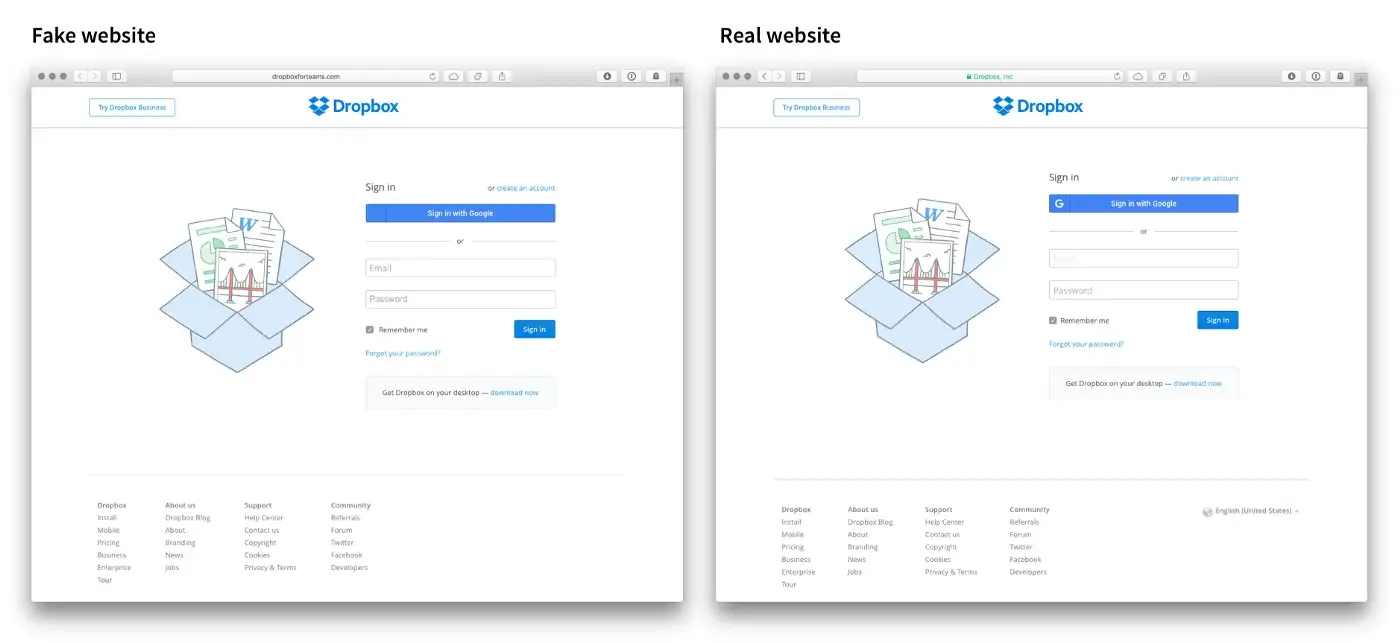 Fake website
dropboxforteams.com
Try Dropbox Business
Dropbox
Sign in
or create an account
Sign in with Google
or
Email
Password
Remember me
Sign in
Forgot your password?
Get Dropbox on your desktop — download now
W
Dropbox
Install
Mobile
Pricing
Business
Enterprise
Tour
About us
Dropbox Blog
About
Branding
News
Jobs
Support
Help Center
Contact us
Copyright
Cookies
Privacy & Terms
Community
Referrals
Forum
Twitter
Facebook
Developers
Real website
Dropbox, Inc
Try Dropbox Business
Dropbox
Sign in
or create an account
G
Sign in with Google
or
Email
Password
Remember me
Sign in
Forgot your password?
Get Dropbox on your desktop — download now
W
Dropbox
Install
Mobile
Pricing
Business
Enterprise
Tour
About us
Dropbox Blog
About
Branding
News
Jobs
Support
Help Center
Contact us
Copyright
Cookies
Privacy & Terms
Community
Referrals
Forum
Twitter
Facebook
Developers
English (United States)